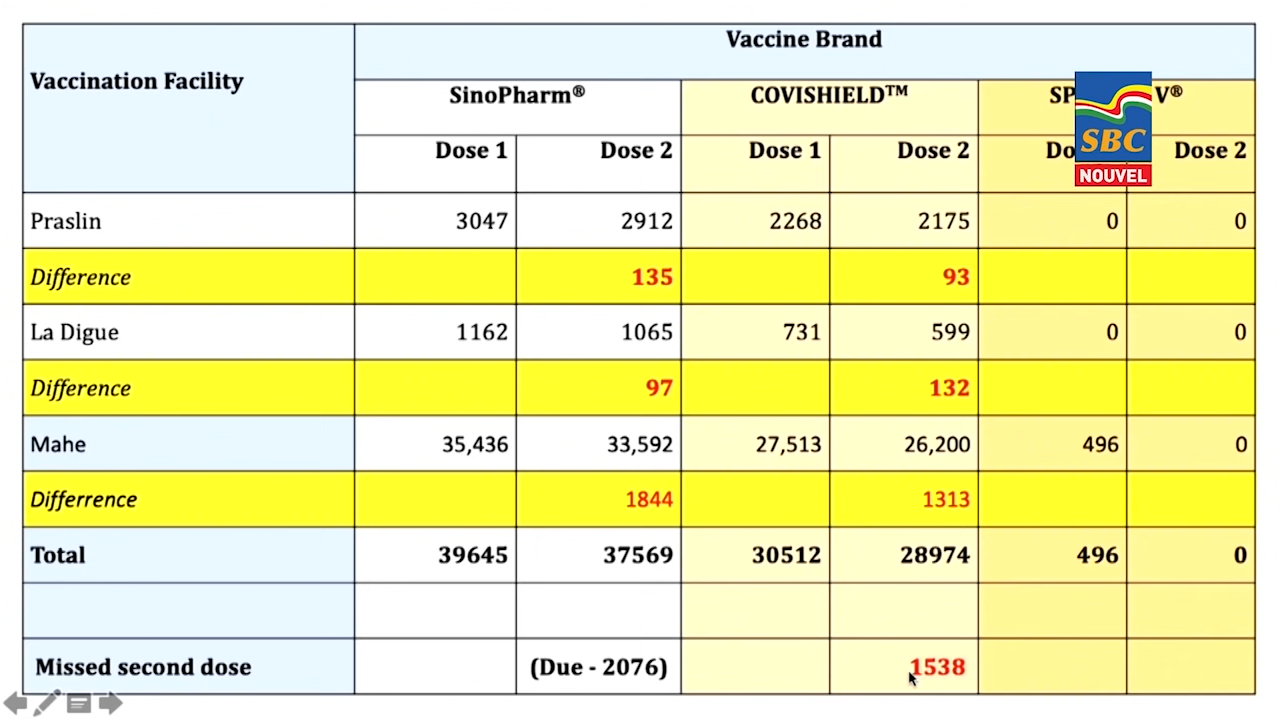 Vaccine Brand
Vaccination Facility
SinoPharm® COVISHIELD™ SP V®
Dose 1 Dose 2 Dose 1 Dose 2 Do Dose 2
SBC
NOUVEL
Praslin 3047 2912 2268 2175 0 0
Difference 135 93
La Digue 1162 1065 731 599 0 0
Difference 97 132
Mahe 35,436 33,592 27,513 26,200 496 0
Differrence 1844 1313
Total 39645 37569 30512 28974 496 0
Missed second dose (Due - 2076) 1538